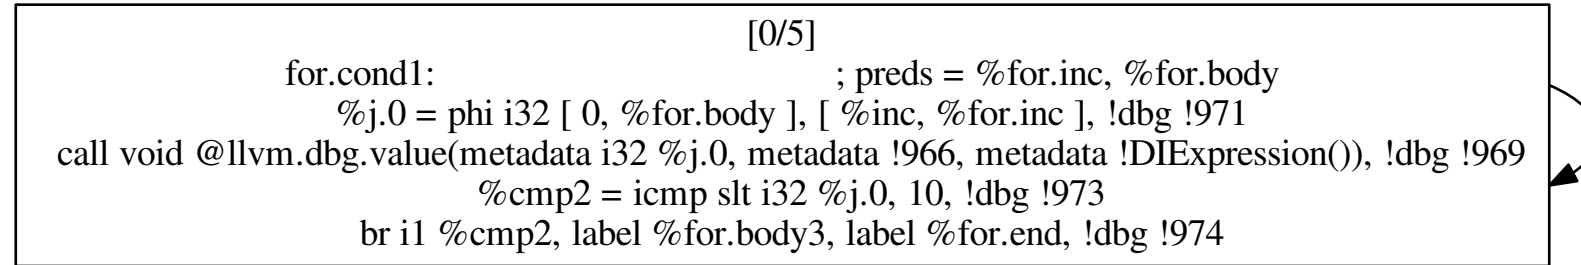 [0/5]
for.cond1:                                          ; preds = %for.inc, %for.body
%j.0 = phi i32 [ 0, %for.body ], [ %inc, %for.inc ], !dbg !971
call void @llvm.dbg.value(metadata i32 %j.0, metadata !966, metadata !DIExpression()), !dbg !969
%cmp2 = icmp slt i32 %j.0, 10, !dbg !973
br i1 %cmp2, label %for.body3, label %for.end, !dbg !974